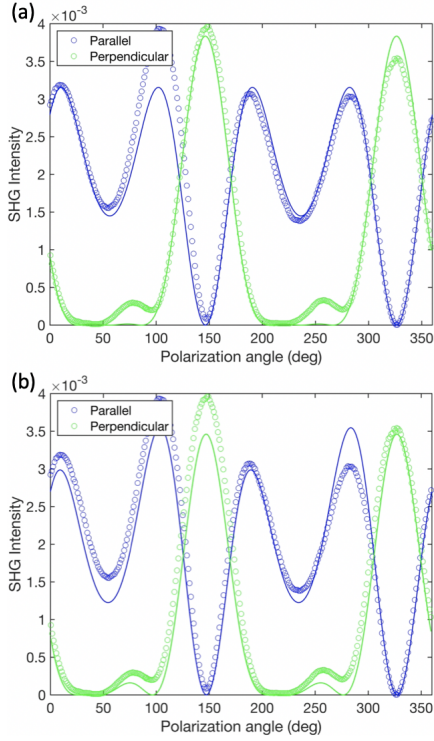 (a)
×10⁻³
4
3.5
3
2.5
2
1.5
1
0.5
0
SHG Intensity
Parallel
Perpendicular
0 50 100 150 200 250 300 350
Polarization angle (deg)
(b)
×10⁻³
4
3.5
3
2.5
2
1.5
1
0.5
0
SHG Intensity
Parallel
Perpendicular
0 50 100 150 200 250 300 350
Polarization angle (deg)